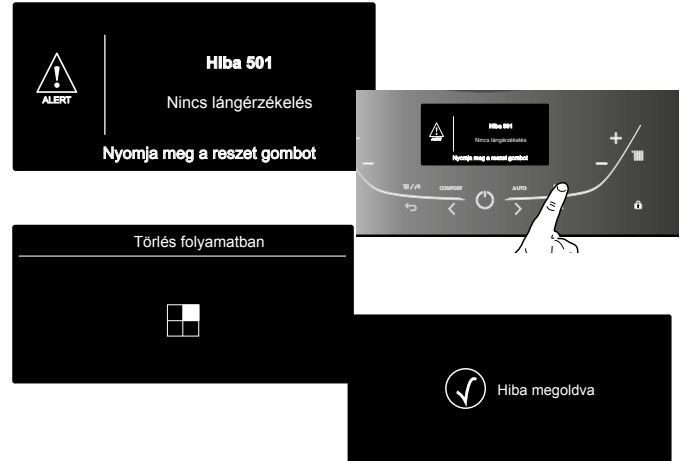 HIba 501
ALERT
Nincs lángérzékelés
Nyomja meg a reszet gombot
HIba 501
ALERT
Nincs lángérzékelés
Nyomja meg a reszet gombot
COMFORT
AUTO
Törlés folyamatban
Hiba megoldva